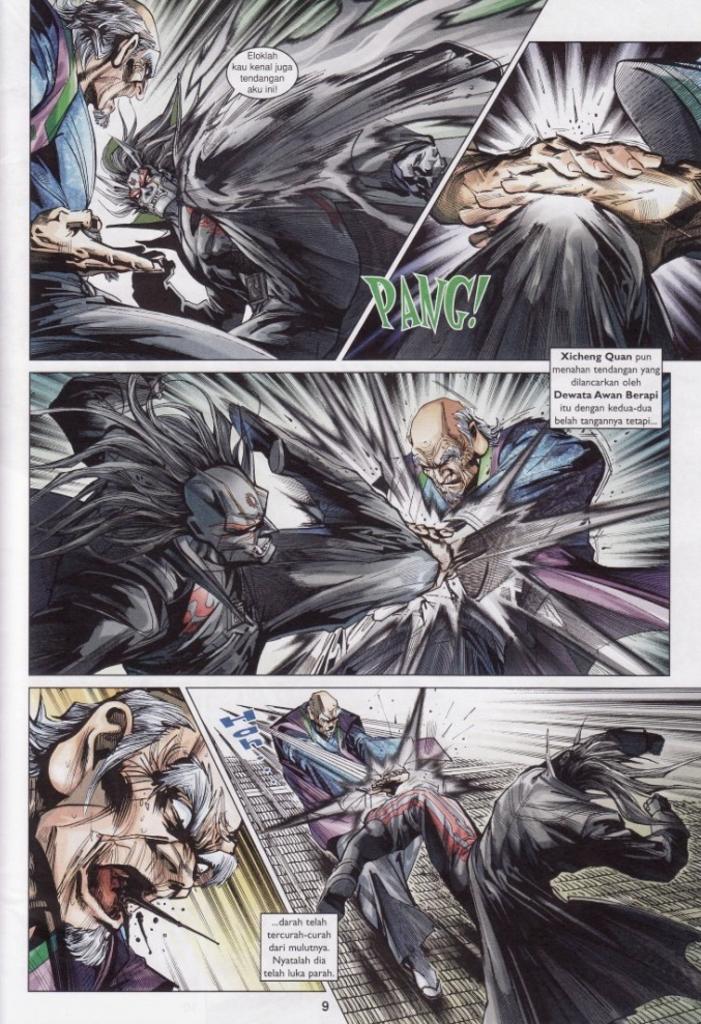 Eloklah
kau kenal juga
tendangan
aku ini!
PANG!
Xicheng Quan pun
menahan tendangan yang
dilancarkan oleh
Dewata Awan Berapi
itu dengan kedua-dua
belah tangannya tetapi...
HOh...
...darah telah
tercurah-curah
dari mulutnya.
Nyatalah dia
telah luka parah.
9